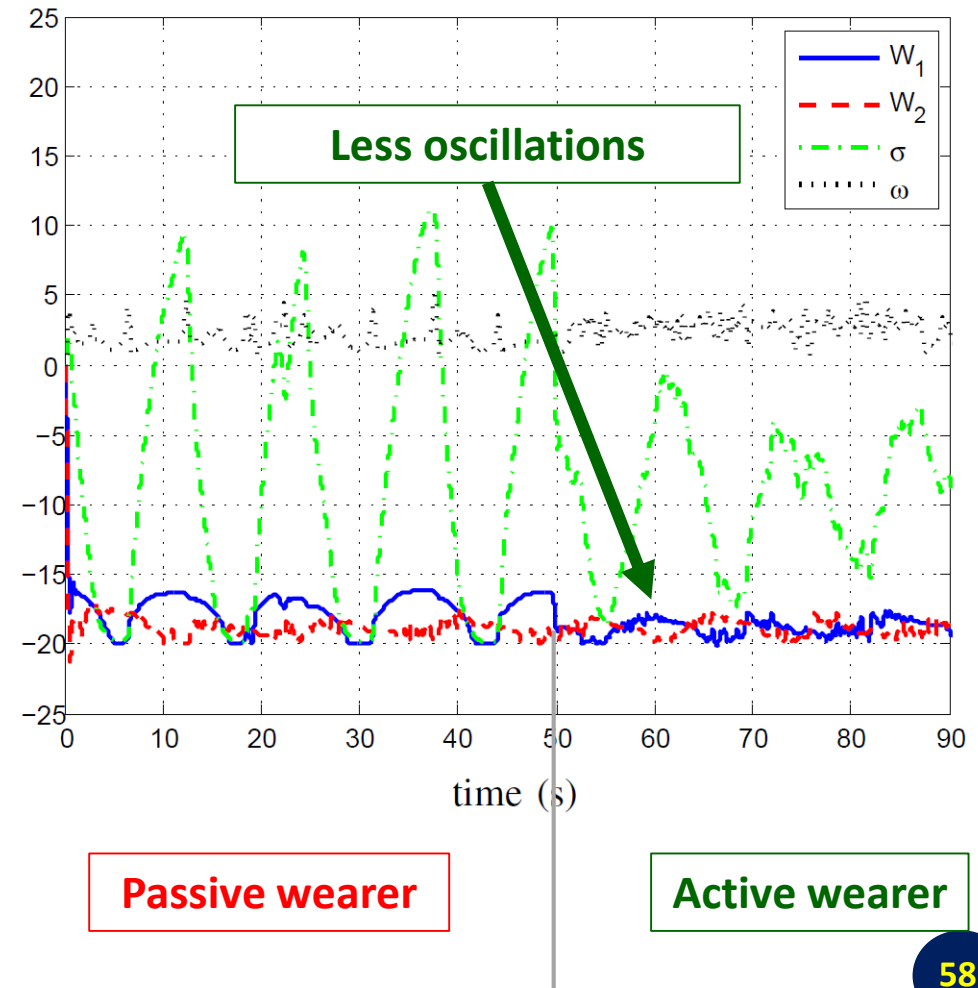 25
20
15
10
5
0
−5
−10
−15
−20
−25
W1
W2
σ
ω
Less oscillations
0 10 20 30 40 50 60 70 80 90
time (s)
Passive wearer
Active wearer
58